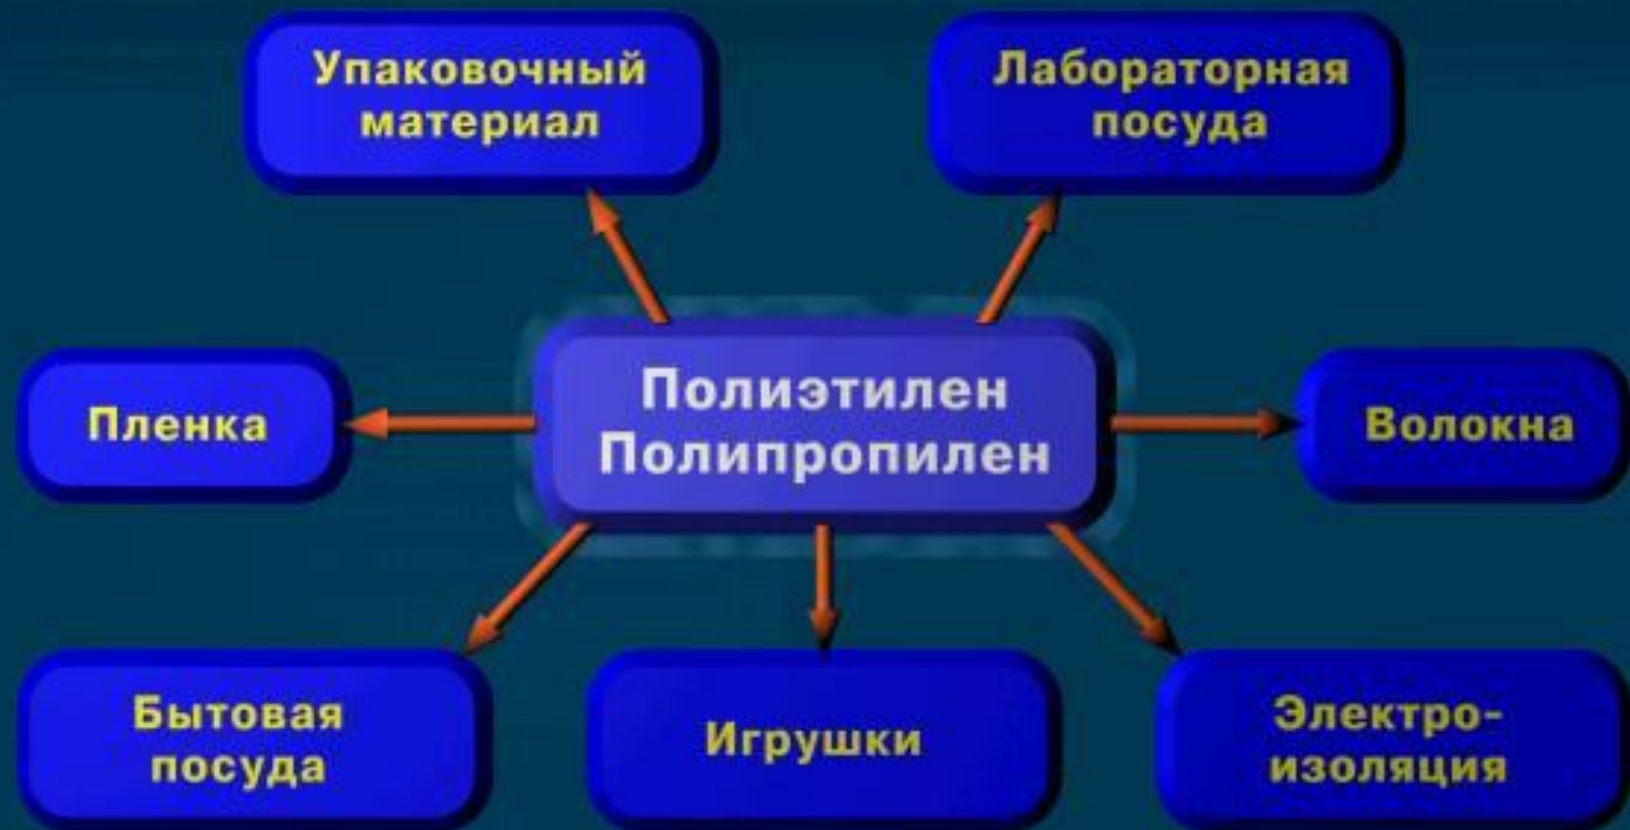 Упаковочный
материал
Лабораторная
посуда
Полиэтилен
Полипропилен
Пленка
Волокна
Бытовая
посуда
Игрушки
Электро-
изоляция